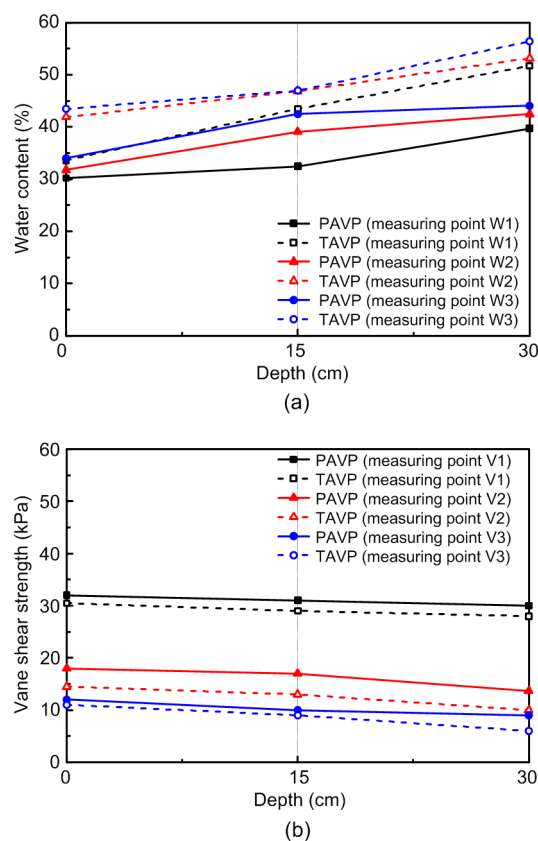 60
50
40
30
20
10
0
Water content (%)
PAVP (measuring point W1)
TAVP (measuring point W1)
PAVP (measuring point W2)
TAVP (measuring point W2)
PAVP (measuring point W3)
TAVP (measuring point W3)
0 15 30
Depth (cm)
(a)
60
50
40
30
20
10
0
Vane shear strength (kPa)
PAVP (measuring point V1)
TAVP (measuring point V1)
PAVP (measuring point V2)
TAVP (measuring point V2)
PAVP (measuring point V3)
TAVP (measuring point V3)
0 15 30
Depth (cm)
(b)